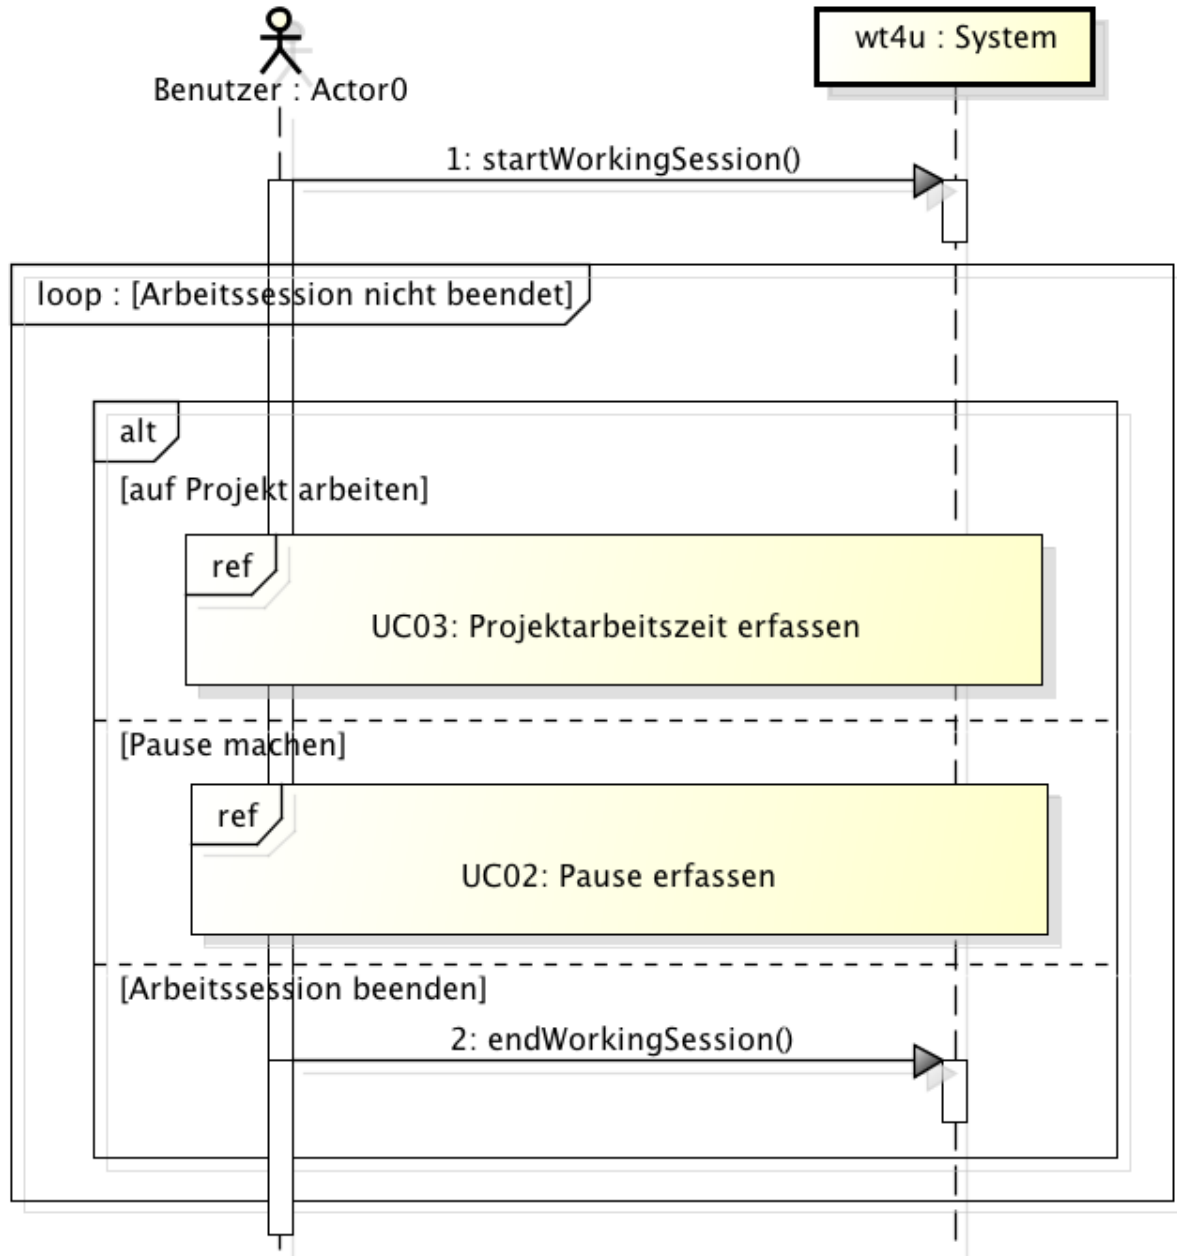 Benutzer : Actor0
wt4u : System
1: startWorkingSession()
loop : [Arbeitssession nicht beendet]
alt
[auf Projekt arbeiten]
ref
UC03: Projektarbeitszeit erfassen
[Pause machen]
ref
UC02: Pause erfassen
[Arbeitssession beenden]
2: endWorkingSession()